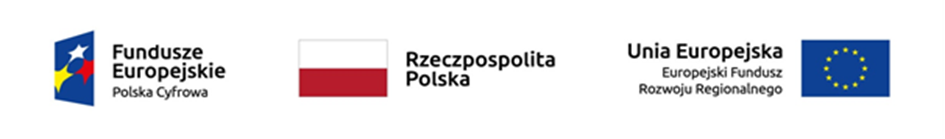 Fundusze
Europejskie
Polska Cyfrowa
Rzeczpospolita
Polska
Unia Europejska
Europejski Fundusz
Rozwoju Regionalnego